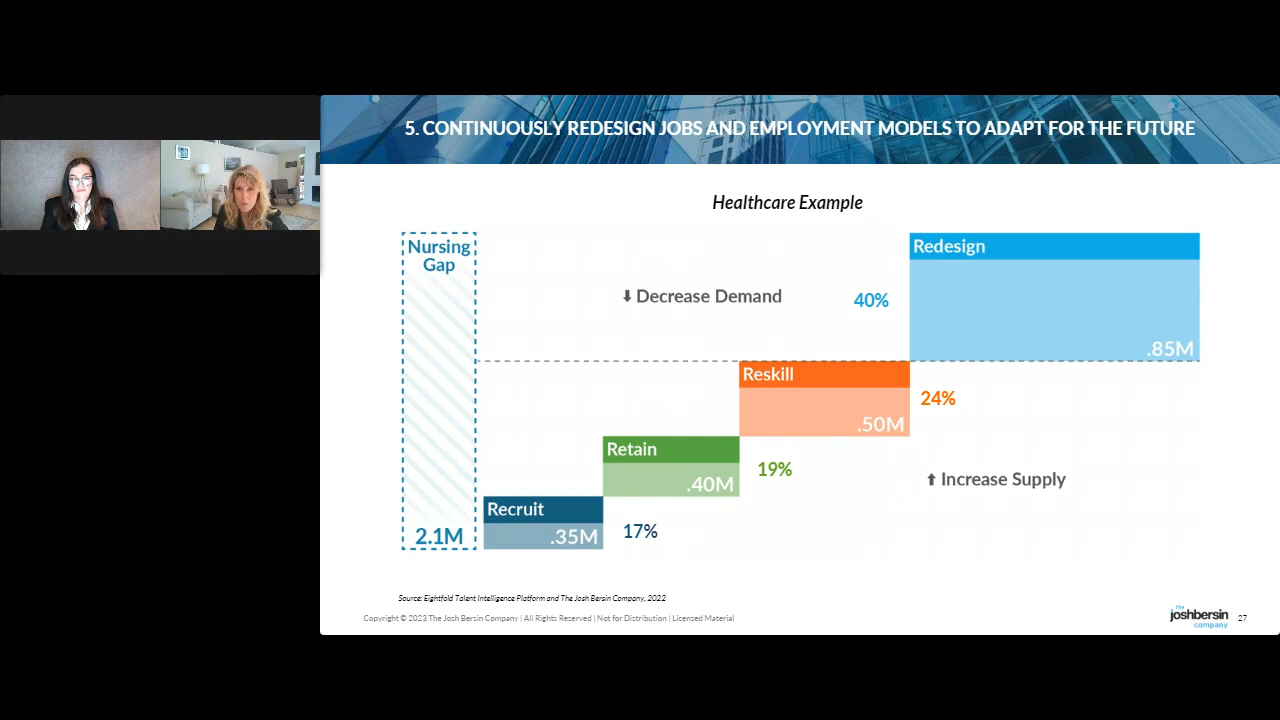 5. CONTINUOUSLY REDESIGN JOBS AND EMPLOYMENT MODELS TO ADAPT FOR THE FUTURE
Healthcare Example
Nursing
Gap
2.1M
Redesign
⬇ Decrease Demand
40%
.85M
Reskill
24%
.50M
Retain
19%
.40M
⬆ Increase Supply
Recruit
17%
.35M
Source: Eightfold Talent Intelligence Platform and The Josh Bersin Company, 2022
Copyright © 2023 The Josh Bersin Company | All Rights Reserved | Not for Distribution | Licensed Material
the
joshbersin
company
27